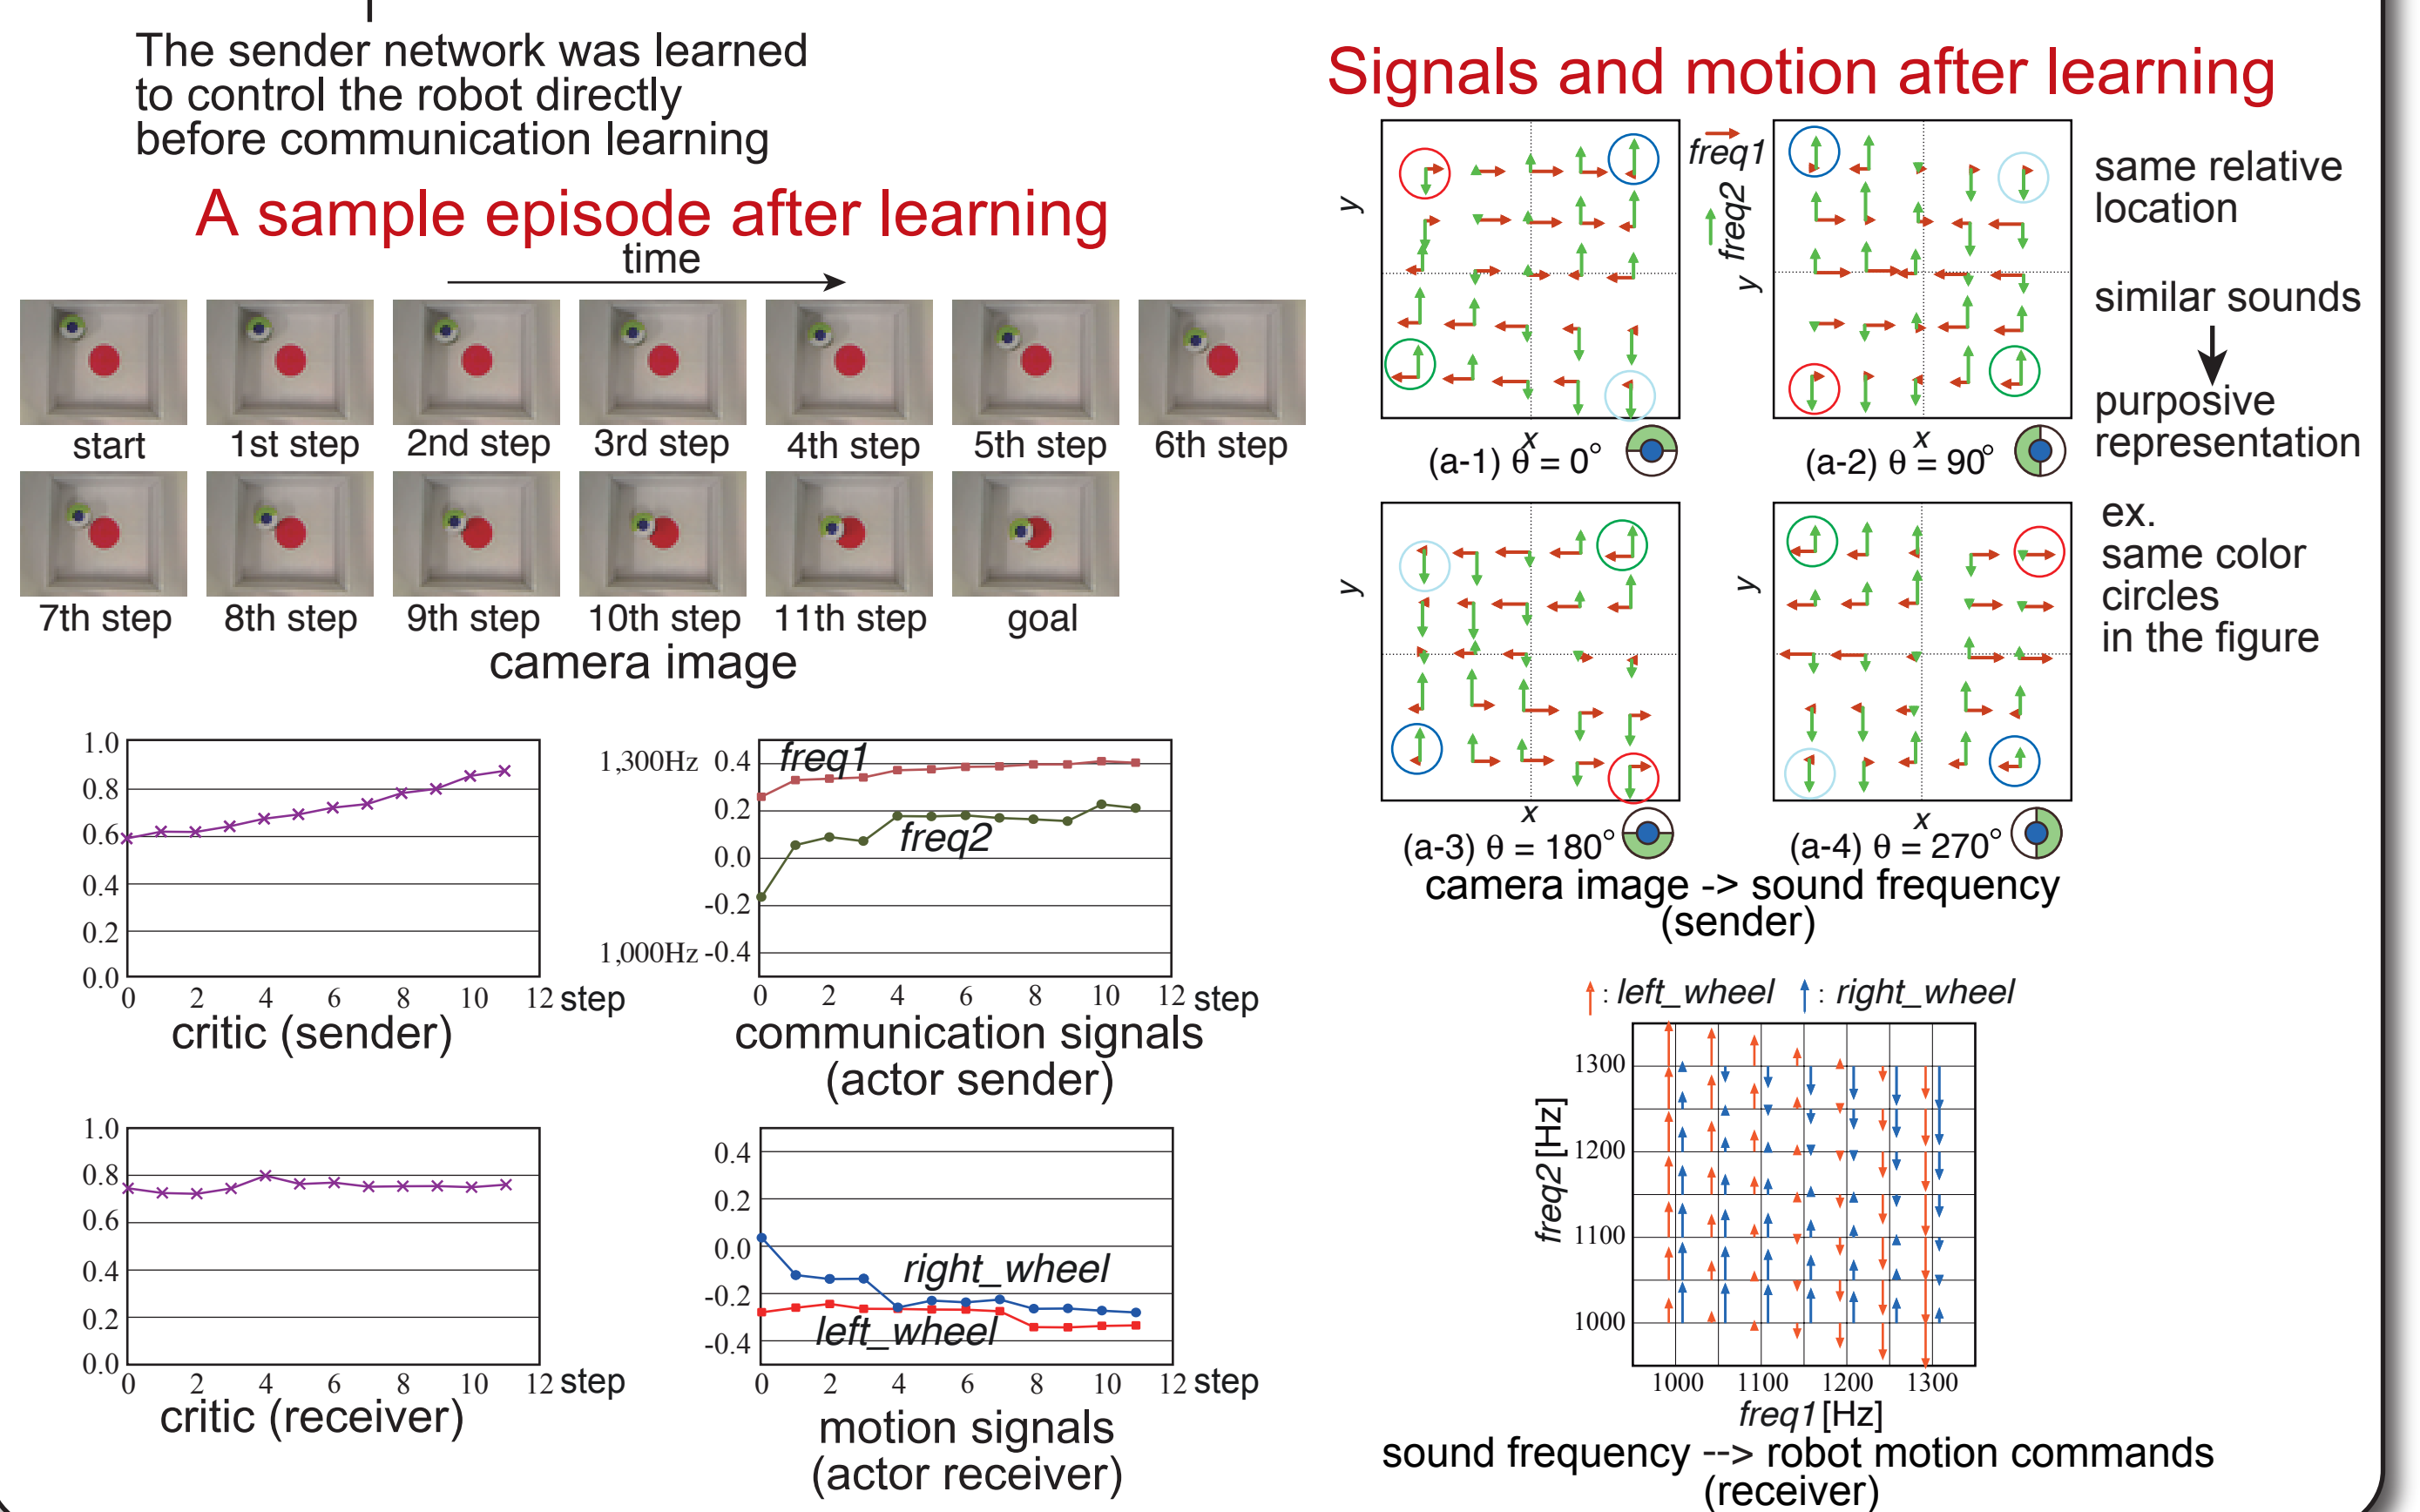 The sender network was learned
to control the robot directly
before communication learning
A sample episode after learning
time
start
1st step
2nd step
3rd step
4th step
5th step
6th step
7th step
8th step
9th step
10th step
11th step
goal
camera image
1.0
0.8
0.6
0.4
0.2
0.0
0 2 4 6 8 10 12 step
critic (sender)
1,300Hz 0.4
0.2
0.0
-0.2
1,000Hz -0.4
freq1
freq2
0 2 4 6 8 10 12 step
communication signals
(actor sender)
1.0
0.8
0.6
0.4
0.2
0.0
0 2 4 6 8 10 12 step
critic (receiver)
0.4
0.2
0.0
-0.2
-0.4
right_wheel
left_wheel
0 2 4 6 8 10 12 step
motion signals
(actor receiver)
Signals and motion after learning
freq1
freq2
y
x
(a-1) θ = 0°
y
x
(a-2) θ = 90°
same relative
location
similar sounds
purposive
representation
y
x
(a-3) θ = 180°
y
x
(a-4) θ = 270°
ex.
same color
circles
in the figure
camera image -> sound frequency
(sender)
: left_wheel : right_wheel
freq2 [Hz]
1300
1200
1100
1000
1000 1100 1200 1300
freq1 [Hz]
sound frequency --> robot motion commands
(receiver)